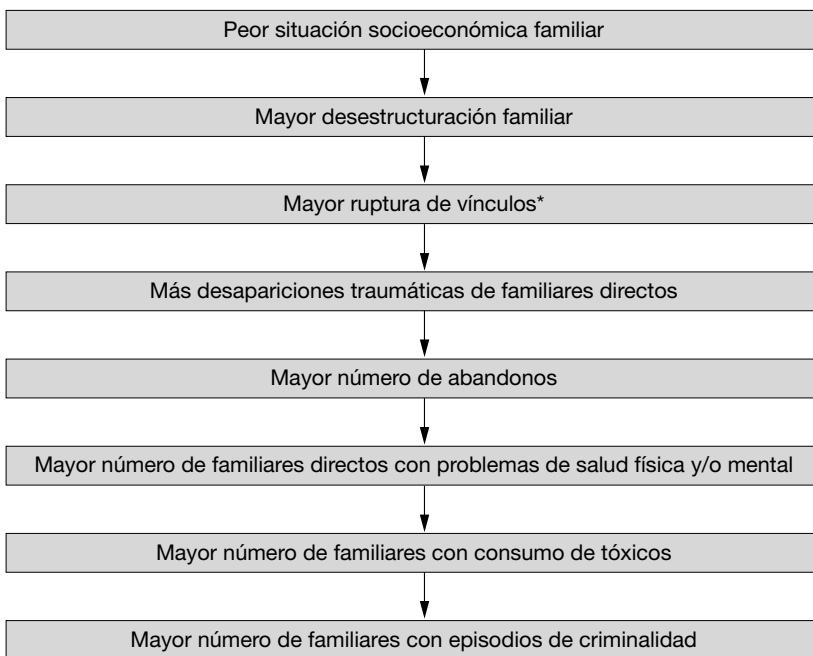 Peor situación socioeconómica familiar
Mayor desestructuración familiar
Mayor ruptura de vínculos*
Más desapariciones traumáticas de familiares directos
Mayor número de abandonos
Mayor número de familiares directos con problemas de salud física y/o mental
Mayor número de familiares con consumo de tóxicos
Mayor número de familiares con episodios de criminalidad